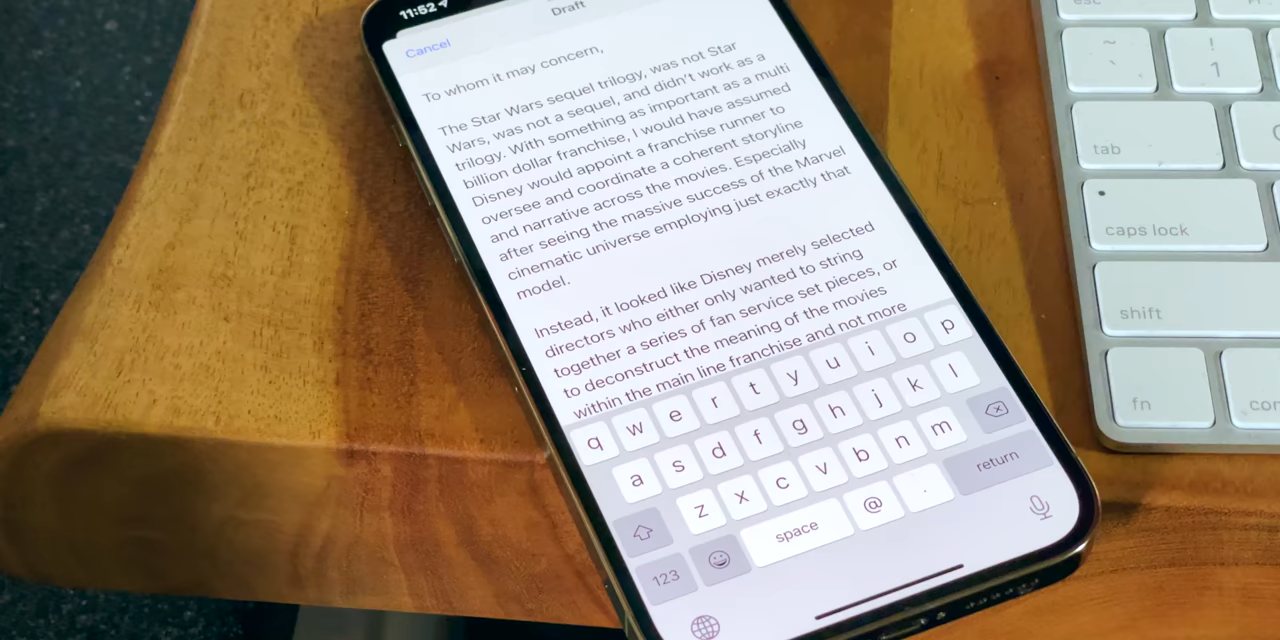 11:52
Draft
Cancel
To whom it may concern,
The Star Wars sequel trilogy, was not Star
Wars, was not a sequel, and didn't work as a
trilogy. With something as important as a multi
billion dollar franchise, I would have assumed
Disney would appoint a franchise runner to
oversee and coordinate a coherent storyline
and narrative across the movies. Especially
after seeing the massive success of the Marvel
cinematic universe employing just exactly that
model.
Instead, it looked like Disney merely selected
directors who either only wanted to string
together a series of fan service set pieces, or
to deconstruct the meaning of the movies
within the main line franchise and not more
q w e r t y u i o p
a s d f g h j k l
z x c v b n m
123 space @ . return
esc
~ !
` 1
tab
caps lock
shift
fn